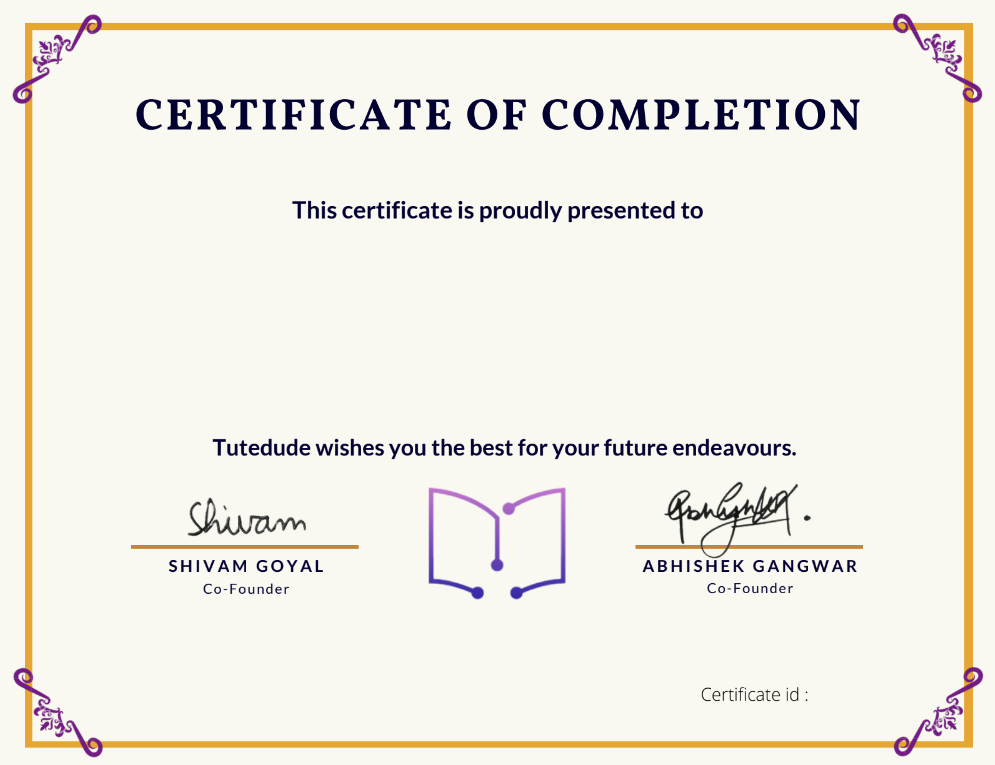 CERTIFICATE OF COMPLETION
This certificate is proudly presented to
Tutedude wishes you the best for your future endeavours.
Shivam
SHIVAM GOYAL
Co-Founder
ABHISHEK GANGWAR
Co-Founder
Certificate id :